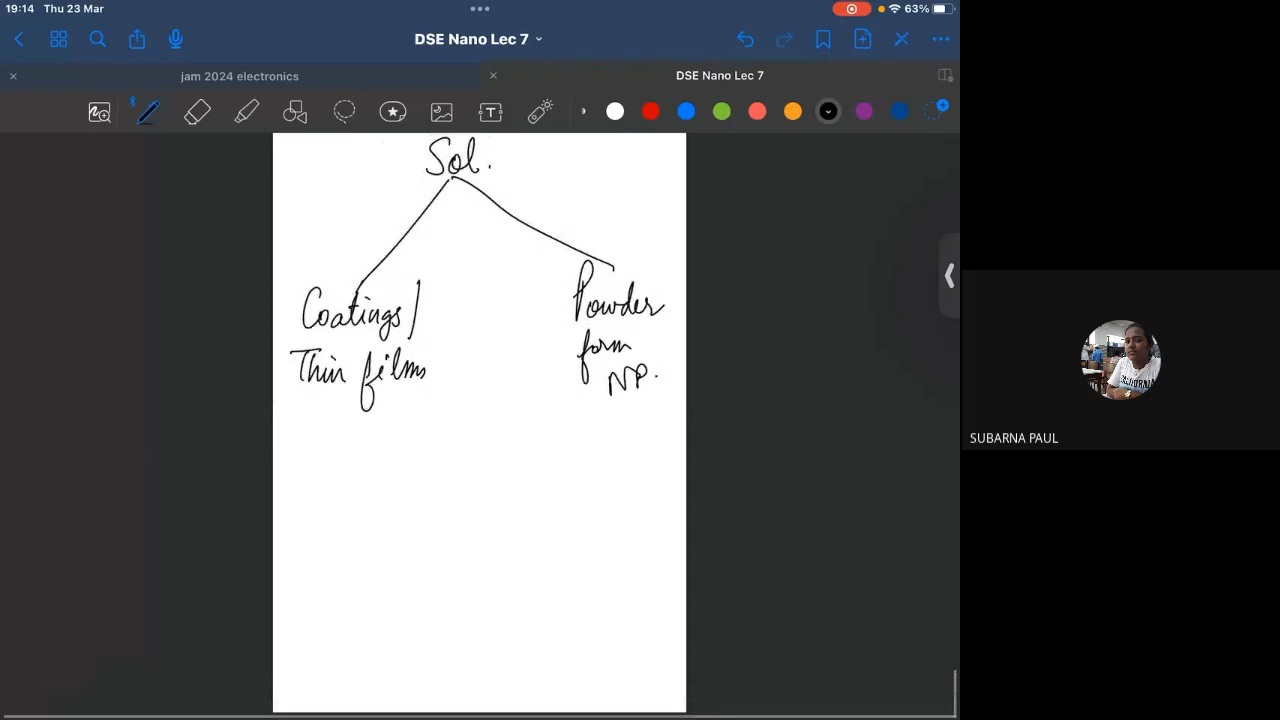 19:14 Thu 23 Mar
63%
DSE Nano Lec 7
jam 2024 electronics
DSE Nano Lec 7
T
Sol.
Coatings/
Thin films
Powder
form
NP.
SUBARNA PAUL